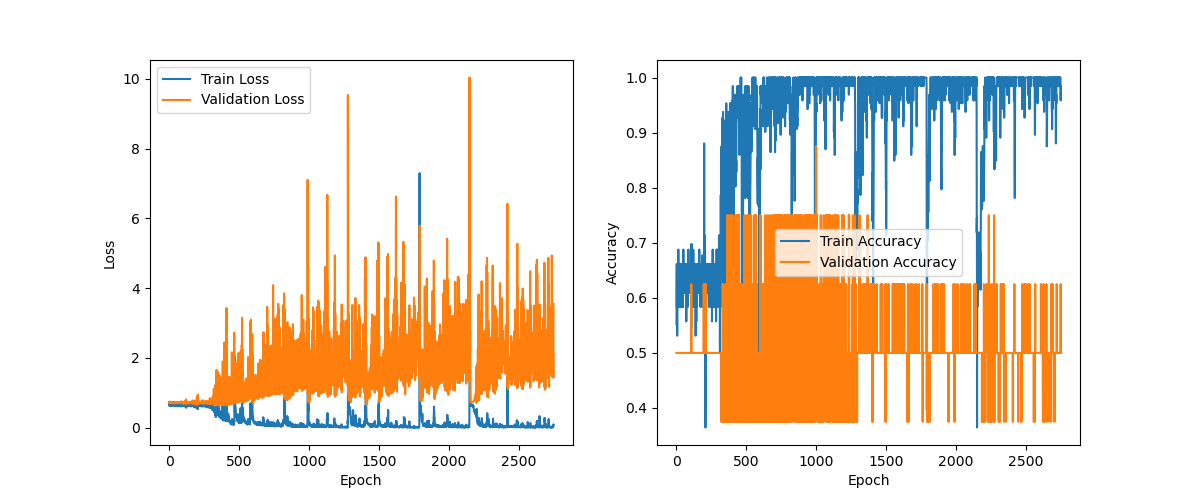 10
8
6
4
2
0
Loss
Train Loss
Validation Loss
0 500 1000 1500 2000 2500
Epoch
1.0
0.9
0.8
0.7
0.6
0.5
0.4
Accuracy
Train Accuracy
Validation Accuracy
0 500 1000 1500 2000 2500
Epoch